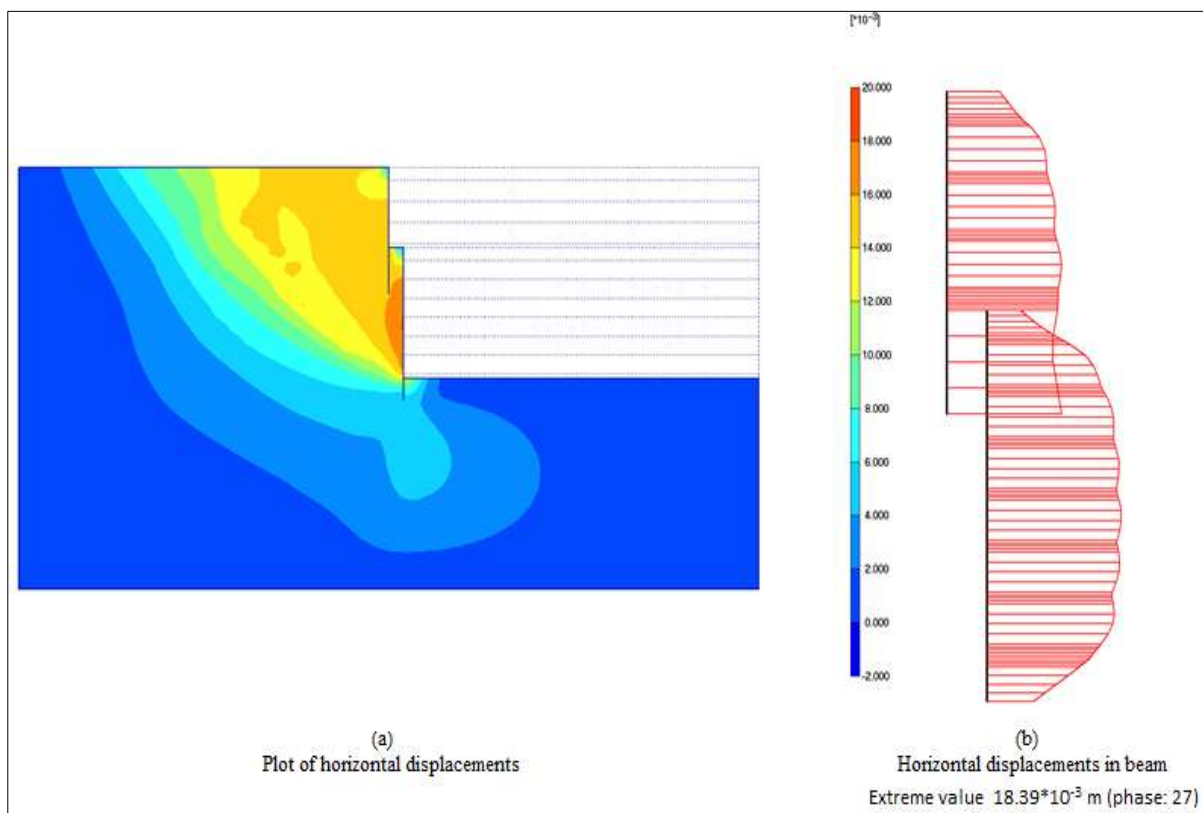 [*10⁻³]
20.000
18.000
16.000
14.000
12.000
10.000
8.000
6.000
4.000
2.000
0.000
-2.000
(a)
Plot of horizontal displacements
(b)
Horizontal displacements in beam
Extreme value 18.39*10⁻³ m (phase: 27)